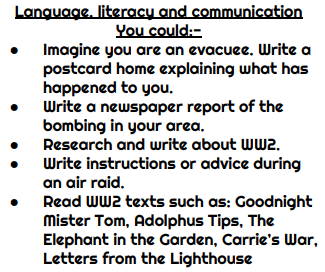 Language, literacy and communication
You could:-
● Imagine you are an evacuee. Write a
postcard home explaining what has
happened to you.
● Write a newspaper report of the
bombing in your area.
● Research and write about WW2.
● Write instructions or advice during
an air raid.
● Read WW2 texts such as: Goodnight
Mister Tom, Adolphus Tips, The
Elephant in the Garden, Carrie's War,
Letters from the Lighthouse